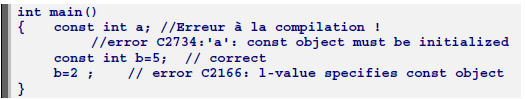 int main()
{ const int a; //Erreur à la compilation !
//error C2734:'a': const object must be initialized
const int b=5; // correct
b=2 ; // error C2166: l-value specifies const object
}